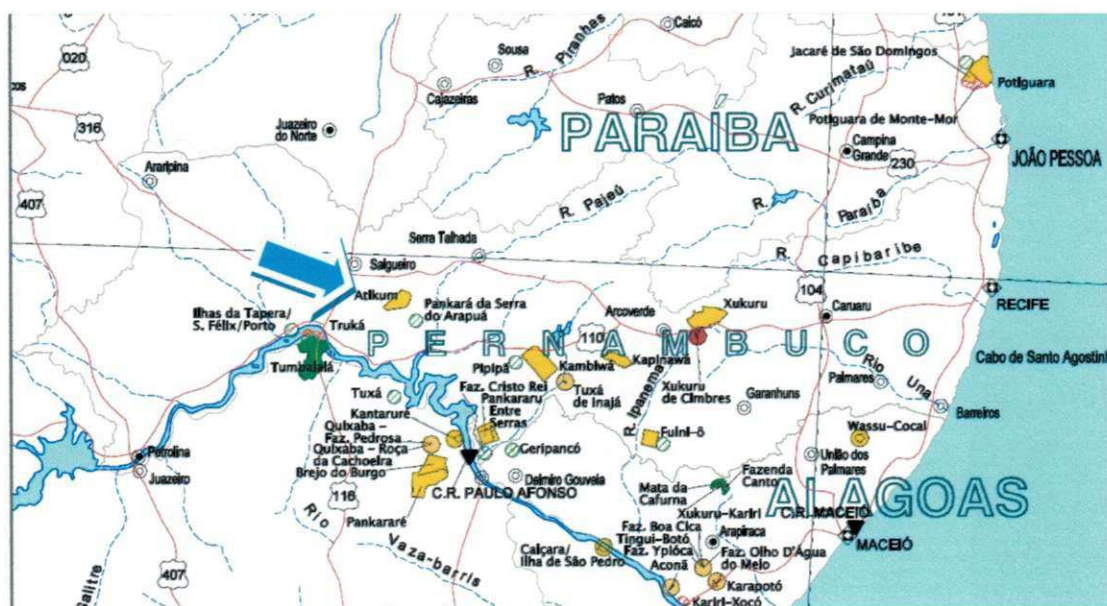 Caicó
Sousa
R. Piranhas
Jacaré de São Domingos
020
Cajazeiras
Patos
R. Curimataú
Potiguara
316
Juazeiro
do Norte
PARAÍBA
Potiguara de Monte-Mor
Campina
Grande
230
JOÃO PESSOA
Araripina
407
R. Pajeú
R. Paraíba
Serra Talhada
Salgueiro
R. Capibaribe
104
RECIFE
Atikum
Ilhas da Tapera/
S. Félix/Porto
Truká
Pankará da Serra
do Arapuá
Arcoverde
Xukuru
Caruaru
PERNAMBUCO
110
Cabo de Santo Agostinh
Tumbalalá
Pipipã
Kambiwá
Kapinawá
Rio Una
Palmares
Tuxá
Faz. Cristo Rei
Pankararu
Entre
Serras
Tuxá
de Inajá
R. Ipanema
Xukuru
de Cimbres
Garanhuns
Barreiros
Kantaruré
Quixaba -
Faz. Pedrosa
Quixaba - Roça
da Cachoeira
Brejo do Burgo
Geripancó
Fulni-ô
Wassu-Cocal
Petrolina
Juazeiro
União dos
Palmares
116
C.R. PAULO AFONSO
Delmiro Gouveia
Mata da
Cafurna
Fazenda
Canto
ALAGOAS
Pankararé
Xukuru-Kariri
C.R. MACEIÓ
MACEIÓ
Rio Vaza-barris
Calçara/
Ilha de São Pedro
Faz. Boa Cica
Tingui-Botó
Faz. Ypióca
Aconã
Arapiraca
Faz. Olho D'Água
do Meio
Karapotó
407
Salitre
Kariri-Xocó